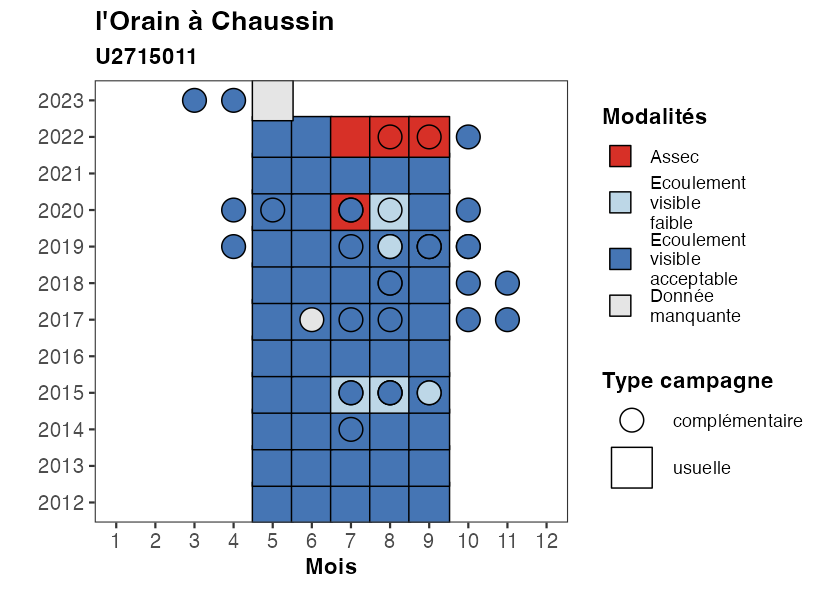 l'Orain à Chaussin
U2715011
2023
2022
2021
2020
2019
2018
2017
2016
2015
2014
2013
2012
1 2 3 4 5 6 7 8 9 10 11 12
Mois
Modalités
Assec
Ecoulement
visible
faible
Ecoulement
visible
acceptable
Donnée
manquante
Type campagne
complémentaire
usuelle